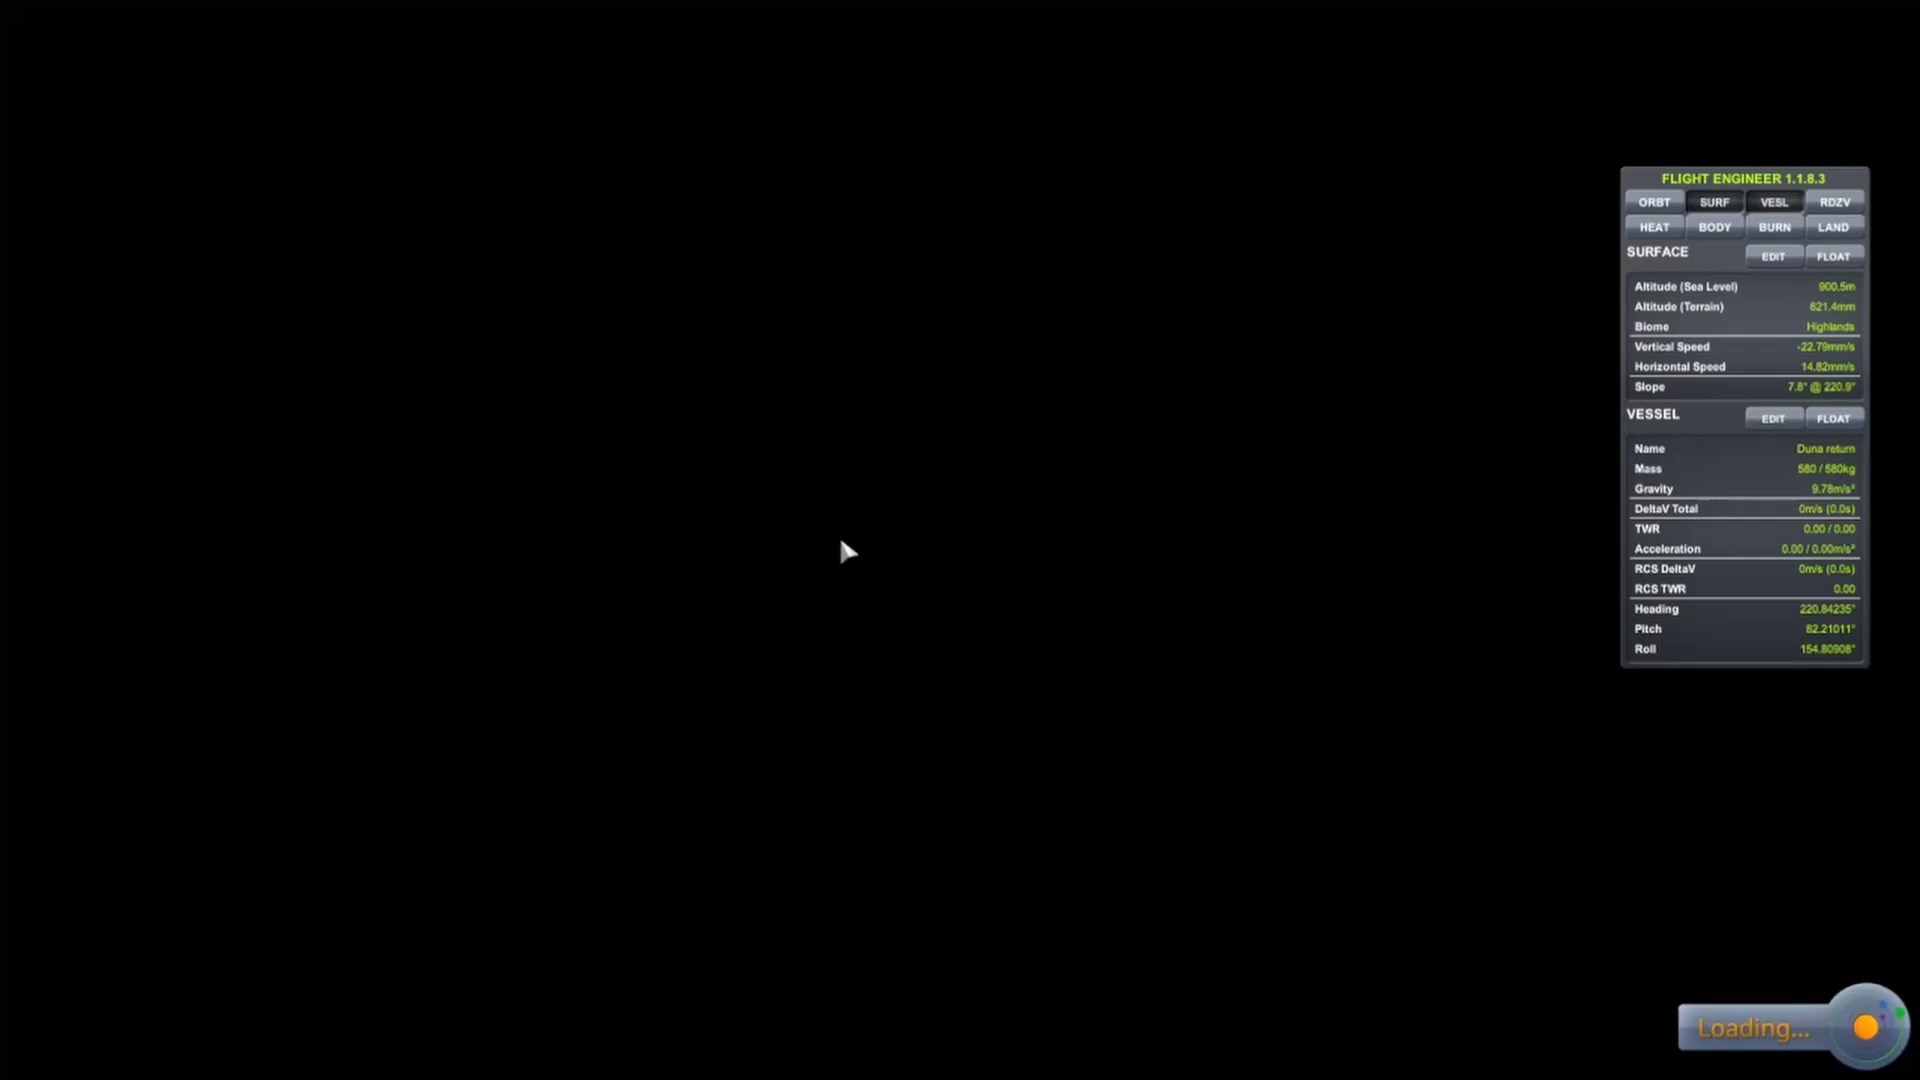 FLIGHT ENGINEER 1.1.8.3
ORBT SURF VESL RDZV
HEAT BODY BURN LAND
SURFACE EDIT FLOAT
Altitude (Sea Level) 900.5m
Altitude (Terrain) 621.4mm
Biome Highlands
Vertical Speed -22.79mm/s
Horizontal Speed 14.82mm/s
Slope 7.8° @ 220.9°
VESSEL EDIT FLOAT
Name Duna return
Mass 580 / 580kg
Gravity 9.78m/s²
DeltaV Total 0m/s (0.0s)
TWR 0.00 / 0.00
Acceleration 0.00 / 0.00m/s²
RCS DeltaV 0m/s (0.0s)
RCS TWR 0.00
Heading 220.84235°
Pitch 82.21011°
Roll 154.80908°
Loading...